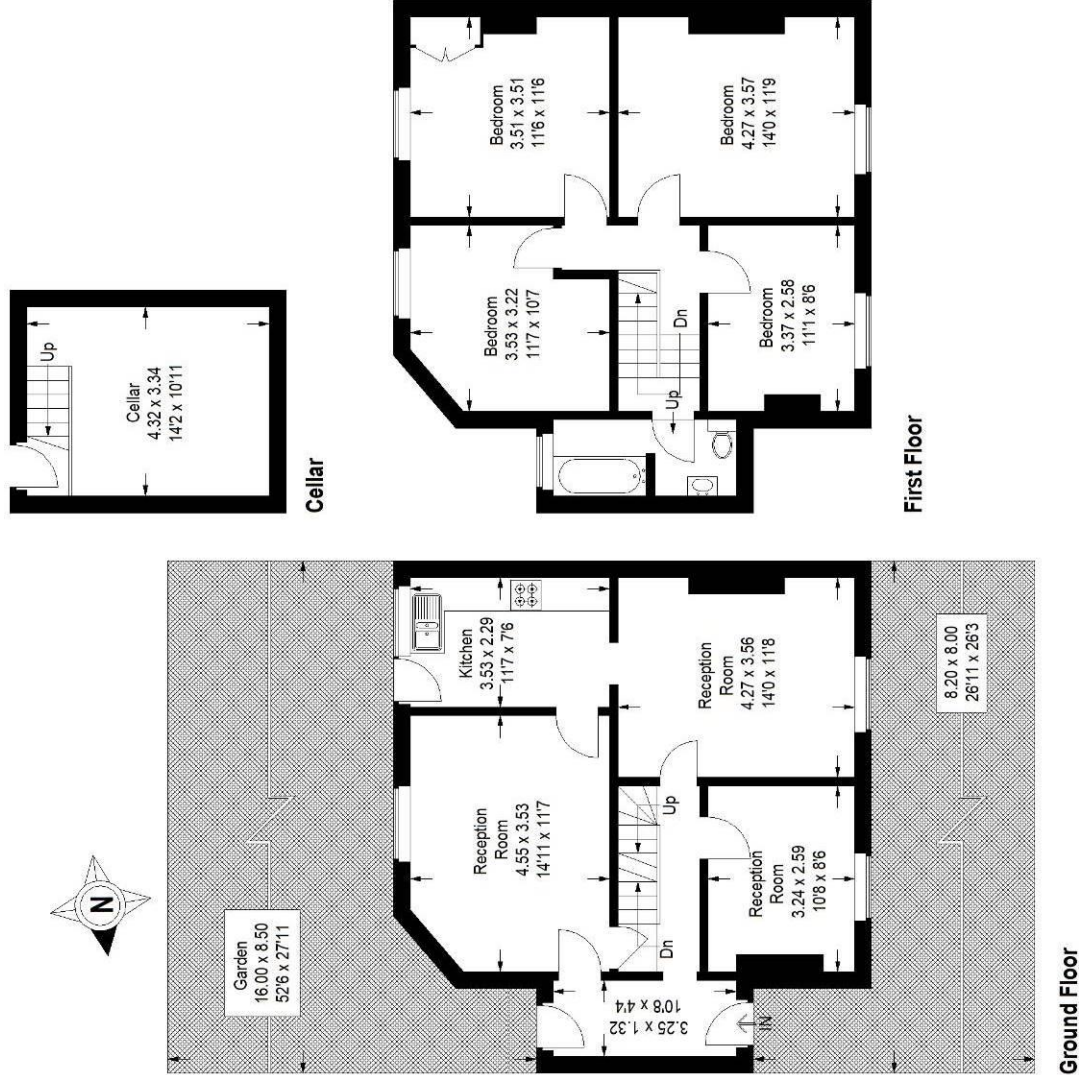 Cellar
4.32 x 3.34
14'2 x 10'11
Up
Cellar
Bedroom
3.51 x 3.51
11'6 x 11'6
Bedroom
4.27 x 3.57
14'0 x 11'9
Bedroom
3.53 x 3.22
11'7 x 10'7
Bedroom
3.37 x 2.58
11'1 x 8'6
Dn
Up
First Floor
N
Garden
16.00 x 8.50
52'6 x 27'11
Kitchen
3.53 x 2.29
11'7 x 7'6
Reception
Room
4.55 x 3.53
14'11 x 11'7
Reception
Room
4.27 x 3.56
14'0 x 11'8
Reception
Room
3.24 x 2.59
10'8 x 8'6
Up
Dn
3.25 x 1.32
10'8 x 4'4
IN
8.20 x 8.00
26'11 x 26'3
Ground Floor